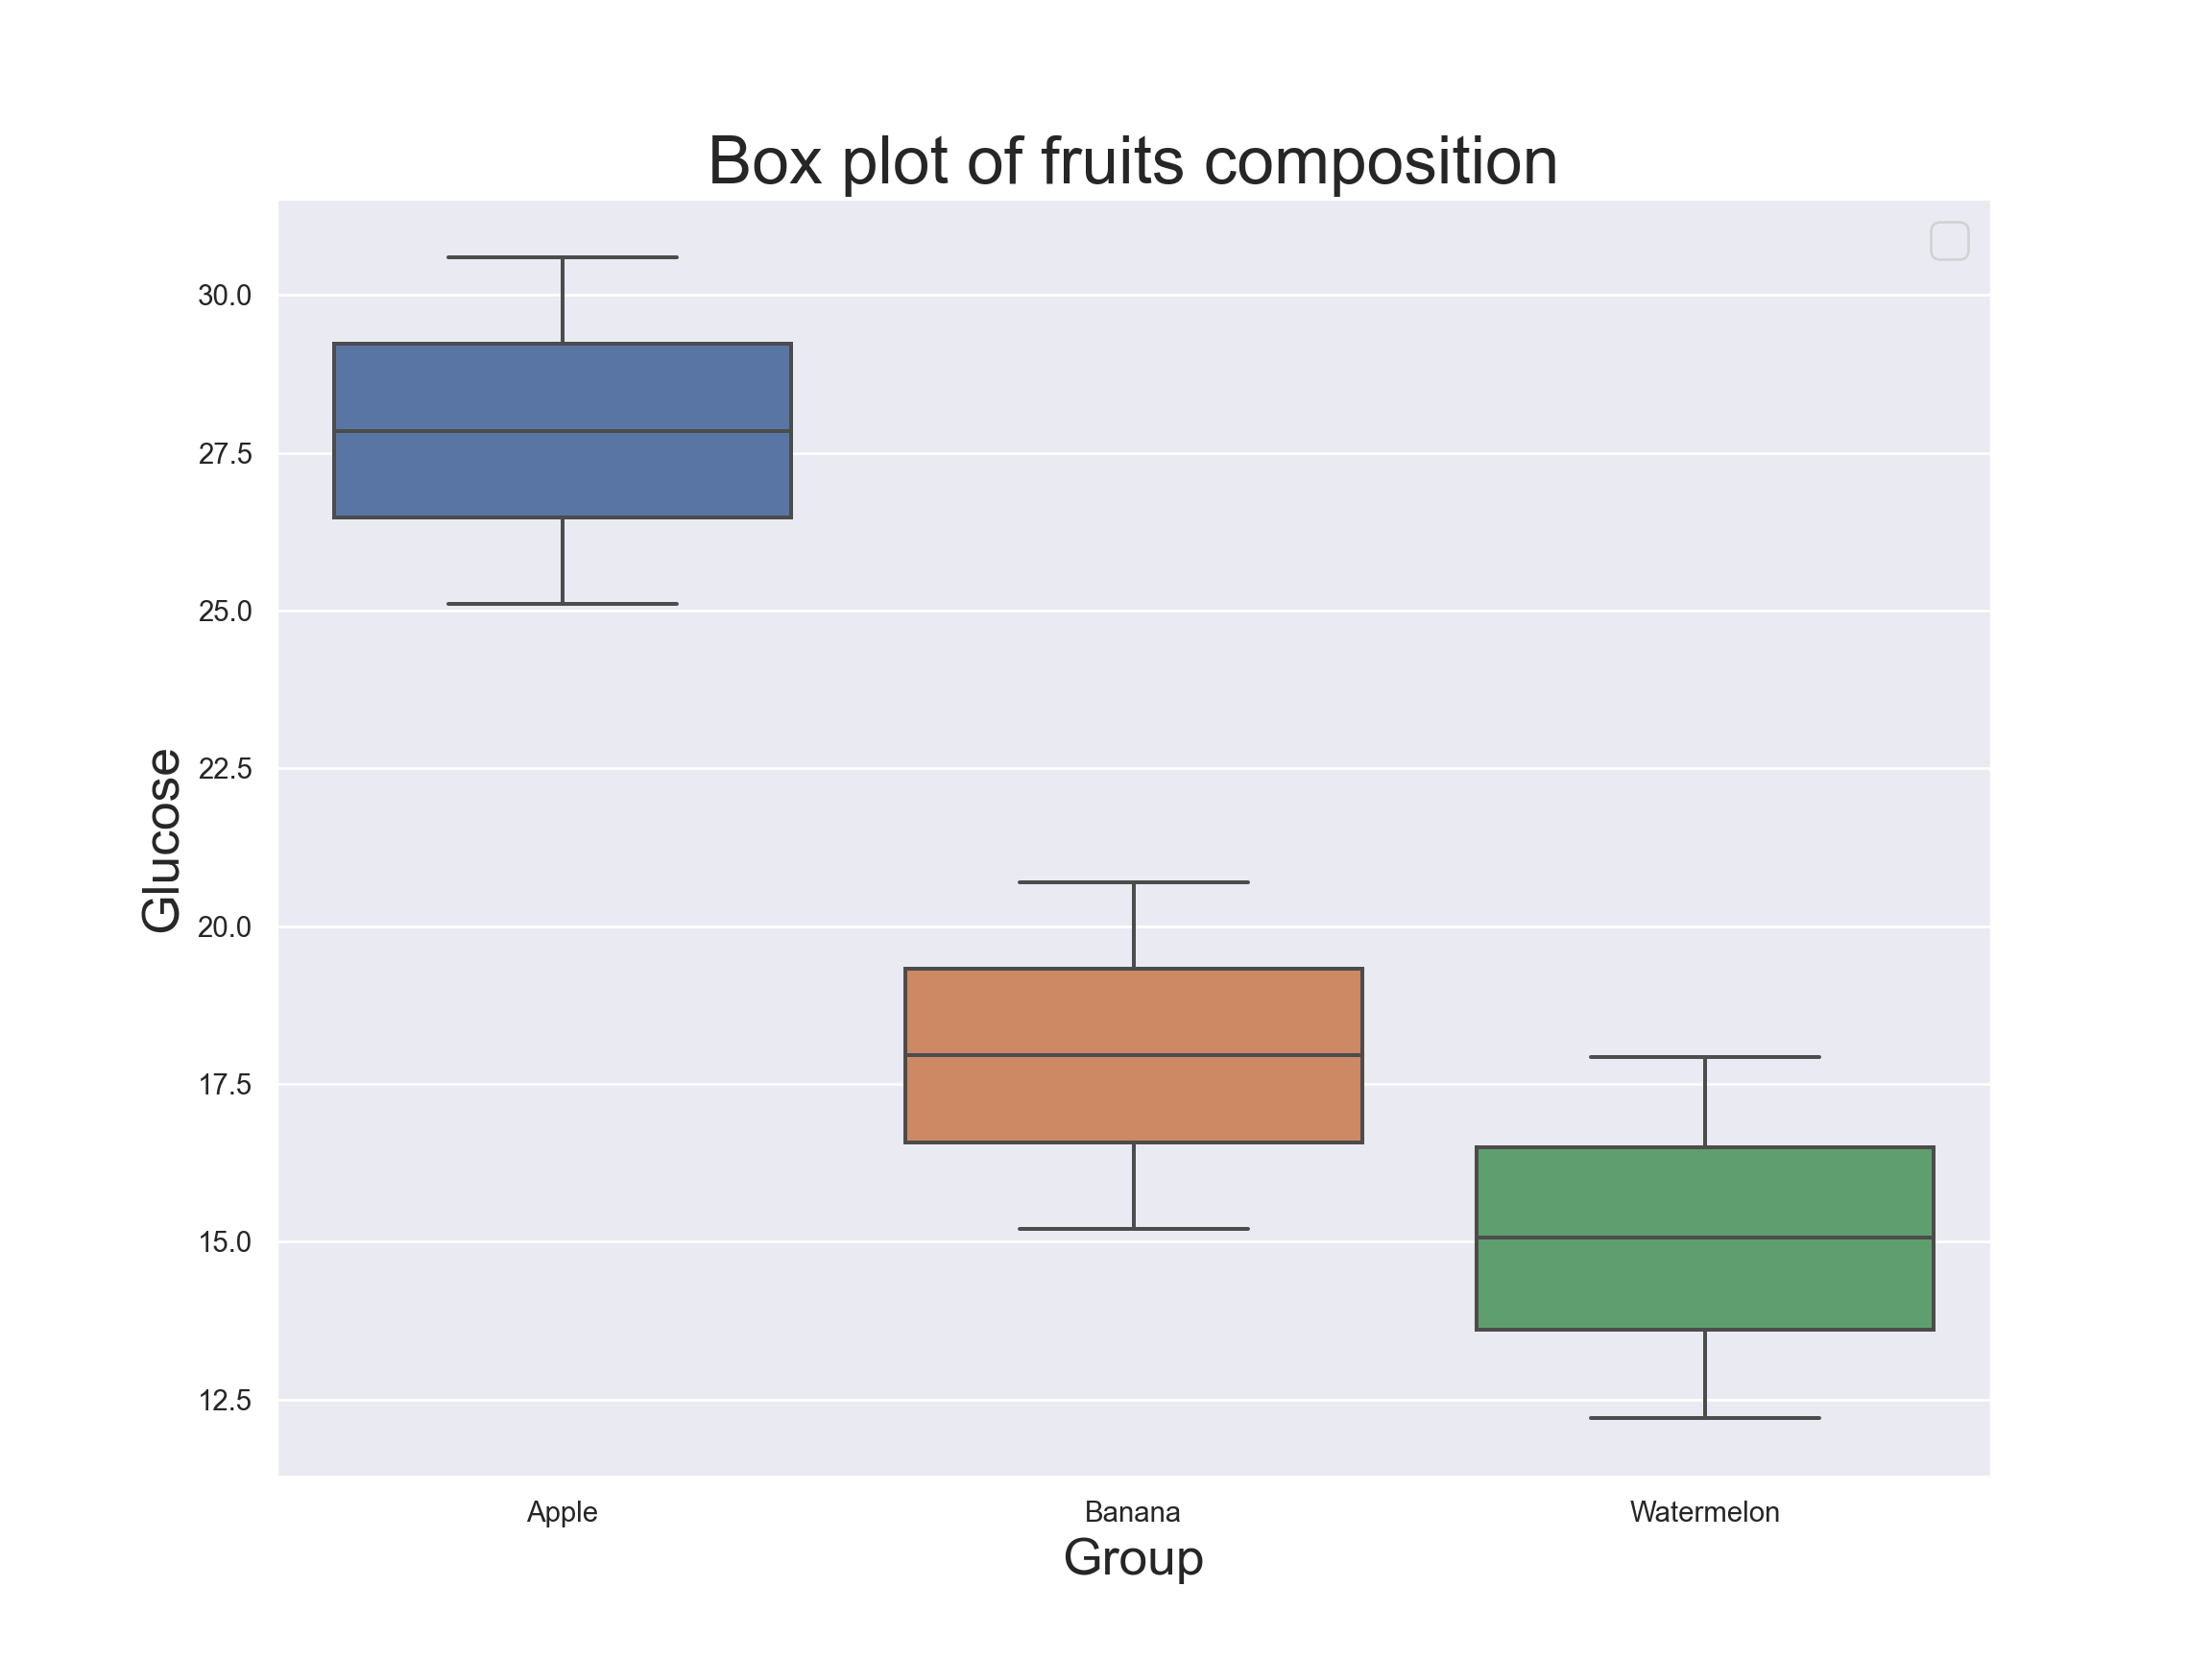 Box plot of fruits composition
30.0
27.5
25.0
22.5
20.0
17.5
15.0
12.5
Glucose
Apple
Banana
Watermelon
Group